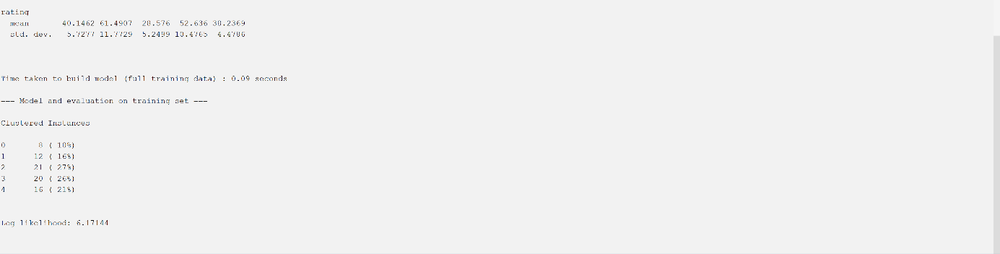 rating
mean 40.1462 61.4907 28.576 52.636 38.2369
std. dev. 5.7277 11.7729 5.2499 10.4765 4.4786
Time taken to build model (full training data) : 0.09 seconds
=== Model and evaluation on training set ===
Clustered Instances
0 8 ( 10%)
1 12 ( 16%)
2 21 ( 27%)
3 20 ( 26%)
4 16 ( 21%)
Log likelihood: 6.17144